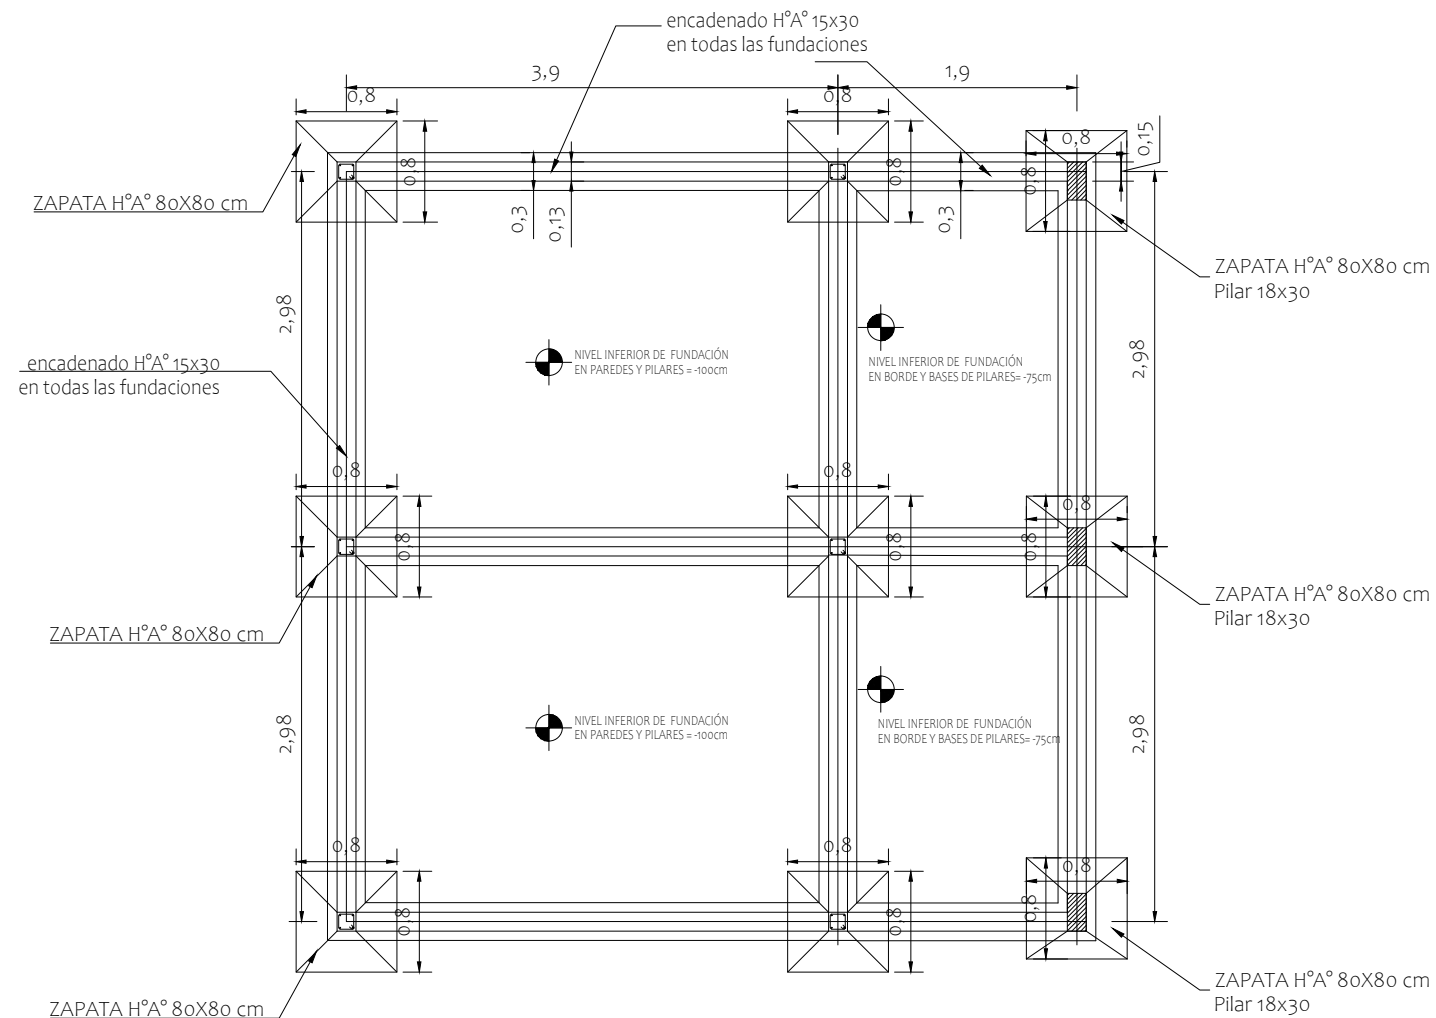 encadenado H°A° 15x30
en todas las fundaciones
3,9
1,9
0,8
0,8
0,8
0,15
0,8
0,8
0,8
ZAPATA H°A° 80X80 cm
0,3
0,13
0,3
ZAPATA H°A° 80X80 cm
Pilar 18x30
2,98
2,98
NIVEL INFERIOR DE FUNDACIÓN
EN PAREDES Y PILARES = -100cm
NIVEL INFERIOR DE FUNDACIÓN
EN BORDE Y BASES DE PILARES= -75cm
encadenado H°A° 15x30
en todas las fundaciones
0,8
0,8
0,8
0,8
0,8
0,8
ZAPATA H°A° 80X80 cm
Pilar 18x30
ZAPATA H°A° 80X80 cm
2,98
2,98
NIVEL INFERIOR DE FUNDACIÓN
EN PAREDES Y PILARES = -100cm
NIVEL INFERIOR DE FUNDACIÓN
EN BORDE Y BASES DE PILARES= -75cm
0,8
0,8
0,8
0,8
0,8
0,8
ZAPATA H°A° 80X80 cm
ZAPATA H°A° 80X80 cm
Pilar 18x30